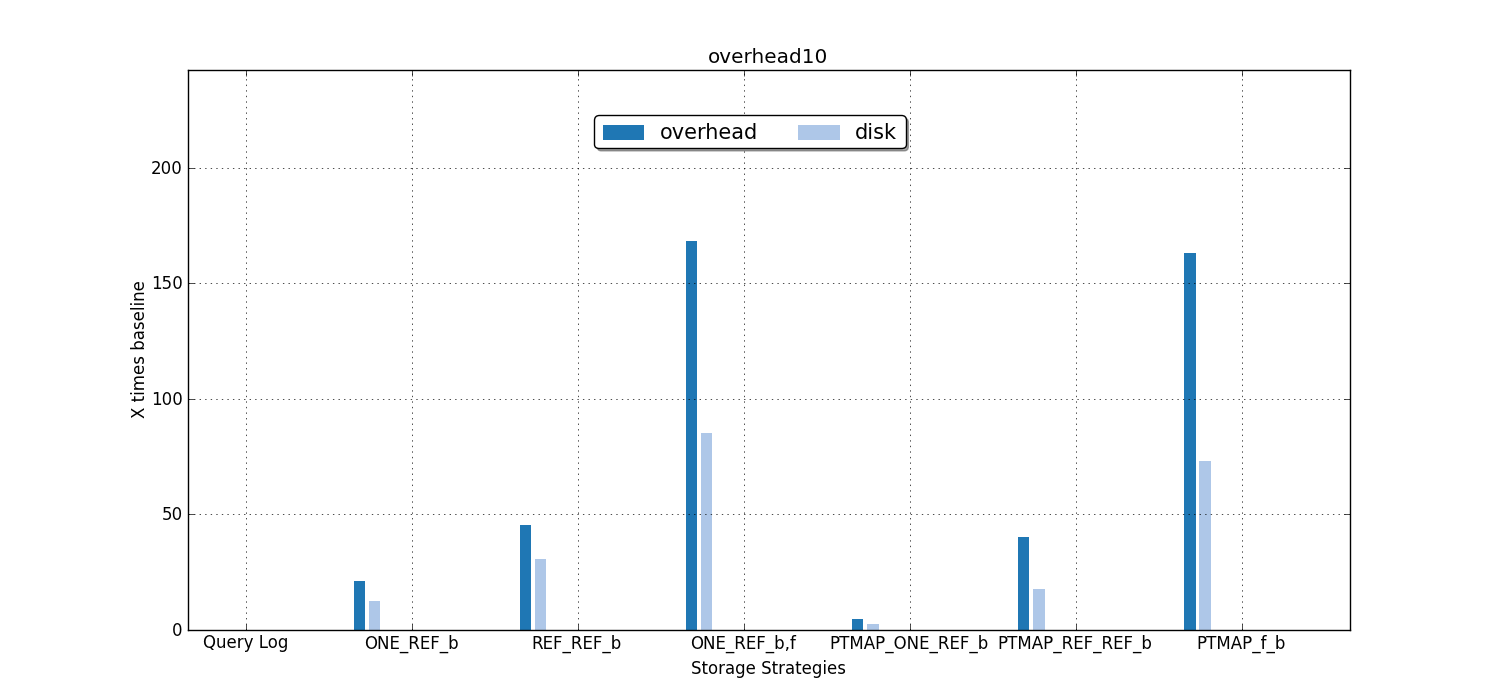 overhead10
overhead disk
200
150
100
50
0
X times baseline
Query Log ONE_REF_b REF_REF_b ONE_REF_b,f PTMAP_ONE_REF_b PTMAP_REF_REF_b PTMAP_f_b
Storage Strategies